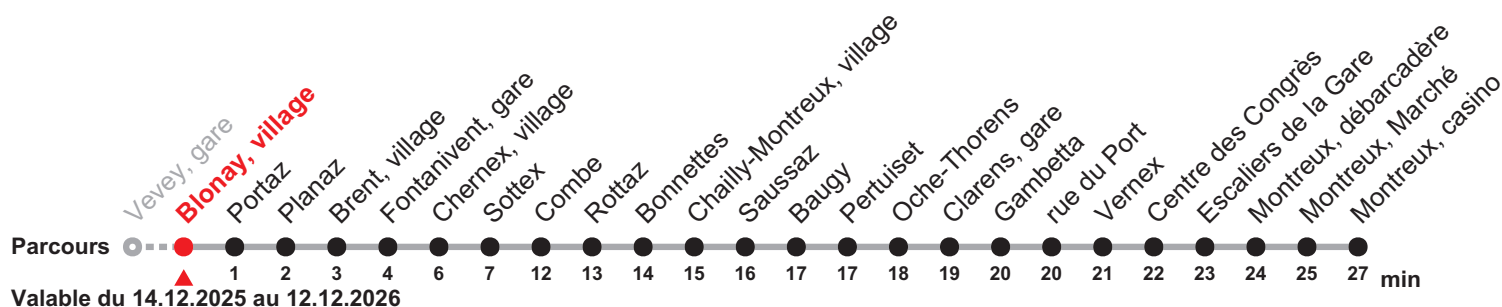 Vevey, gare
Blonay, village
Portaz
Planaz
Brent, village
Fontanivent, gare
Chernex, village
Sottex
Combe
Rottaz
Bonnettes
Chailly-Montreux, village
Saussaz
Baugy
Pertuiset
Oche-Thorens
Clarens, gare
Gambetta
rue du Port
Vernex
Centre des Congrès
Escaliers de la Gare
Montreux, débarcadère
Montreux, Marché
Montreux, casino
Parcours
1 2 3 4 6 7 12 13 14 15 16 17 17 18 19 20 20 21 22 23 24 25 27 min
Valable du 14.12.2025 au 12.12.2026